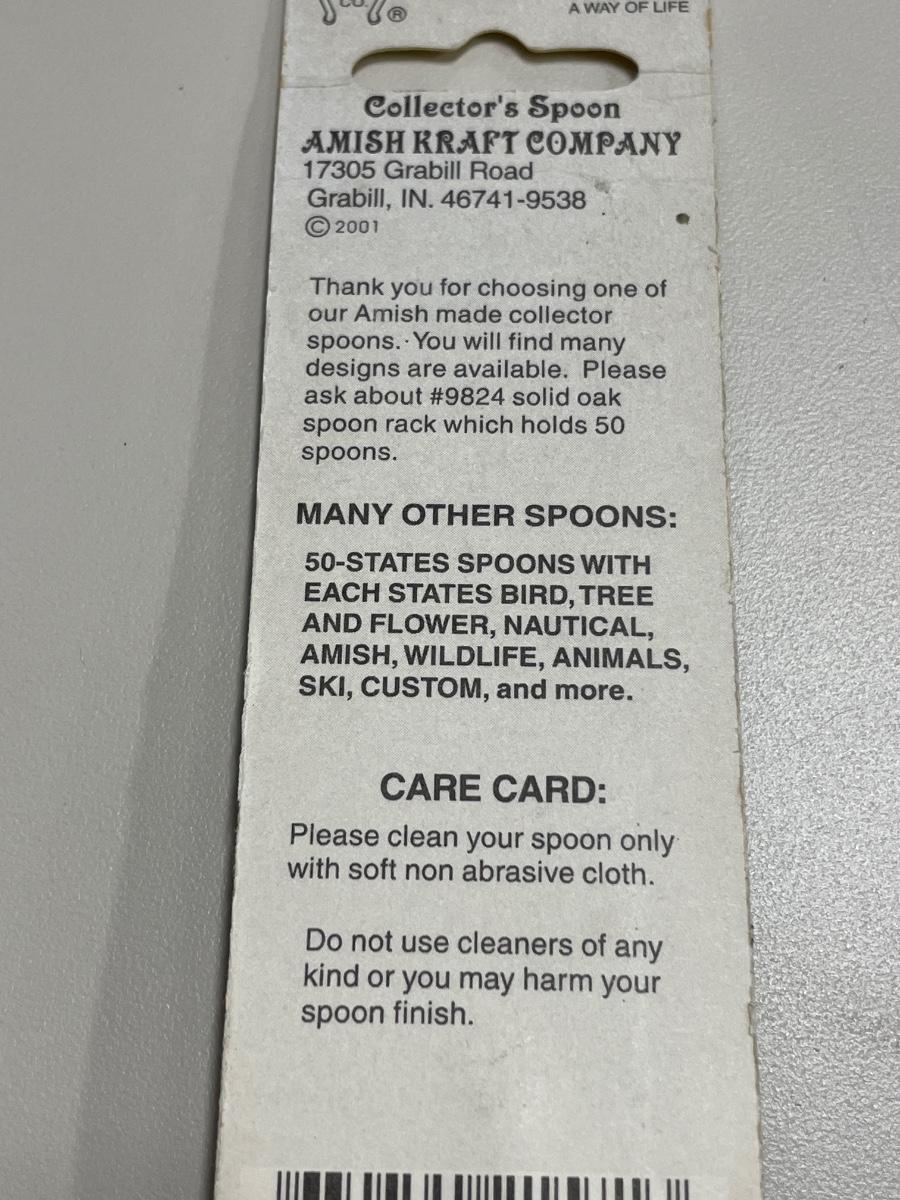 CO. ®
A WAY OF LIFE
Collector's Spoon
AMISH KRAFT COMPANY
17305 Grabill Road
Grabill, IN. 46741-9538
© 2001
Thank you for choosing one of
our Amish made collector
spoons. You will find many
designs are available. Please
ask about #9824 solid oak
spoon rack which holds 50
spoons.
MANY OTHER SPOONS:
50-STATES SPOONS WITH
EACH STATES BIRD, TREE
AND FLOWER, NAUTICAL,
AMISH, WILDLIFE, ANIMALS,
SKI, CUSTOM, and more.
CARE CARD:
Please clean your spoon only
with soft non abrasive cloth.
Do not use cleaners of any
kind or you may harm your
spoon finish.